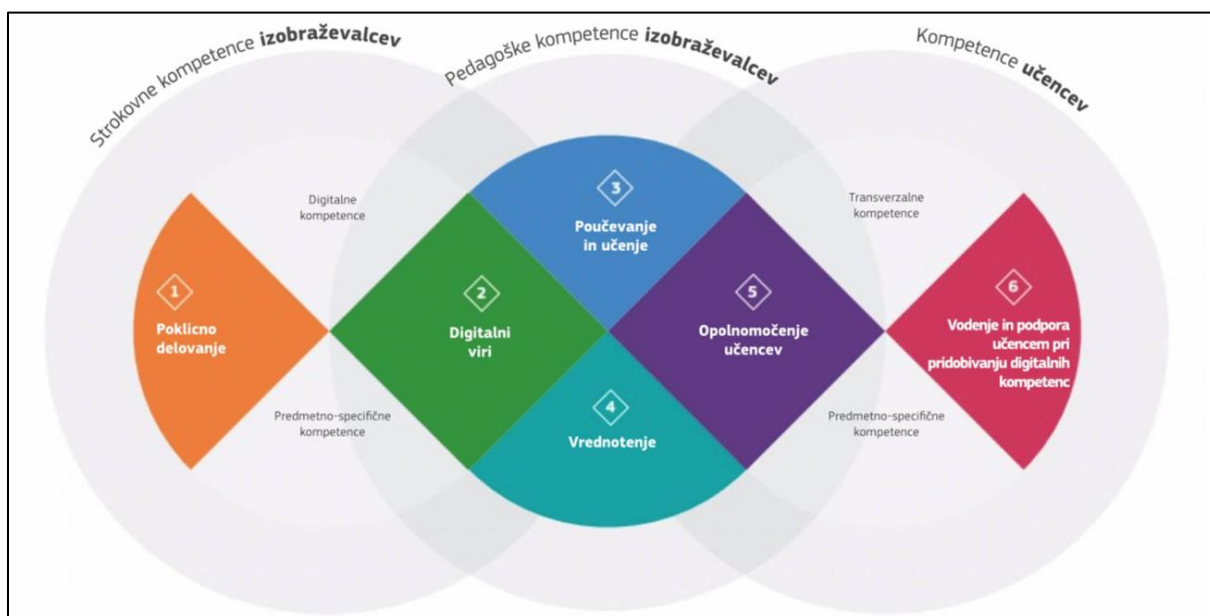 Strokovne kompetence izobraževalcev
Pedagoške kompetence izobraževalcev
Kompetence učencev
1
Poklicno
delovanje
Digitalne
kompetence
Predmetno-specifične
kompetence
2
Digitalni
viri
3
Poučevanje
in učenje
4
Vrednotenje
5
Opolnomočenje
učencev
Transverzalne
kompetence
Predmetno-specifične
kompetence
6
Vodenje in podpora
učencem pri
pridobivanju digitalnih
kompetenc